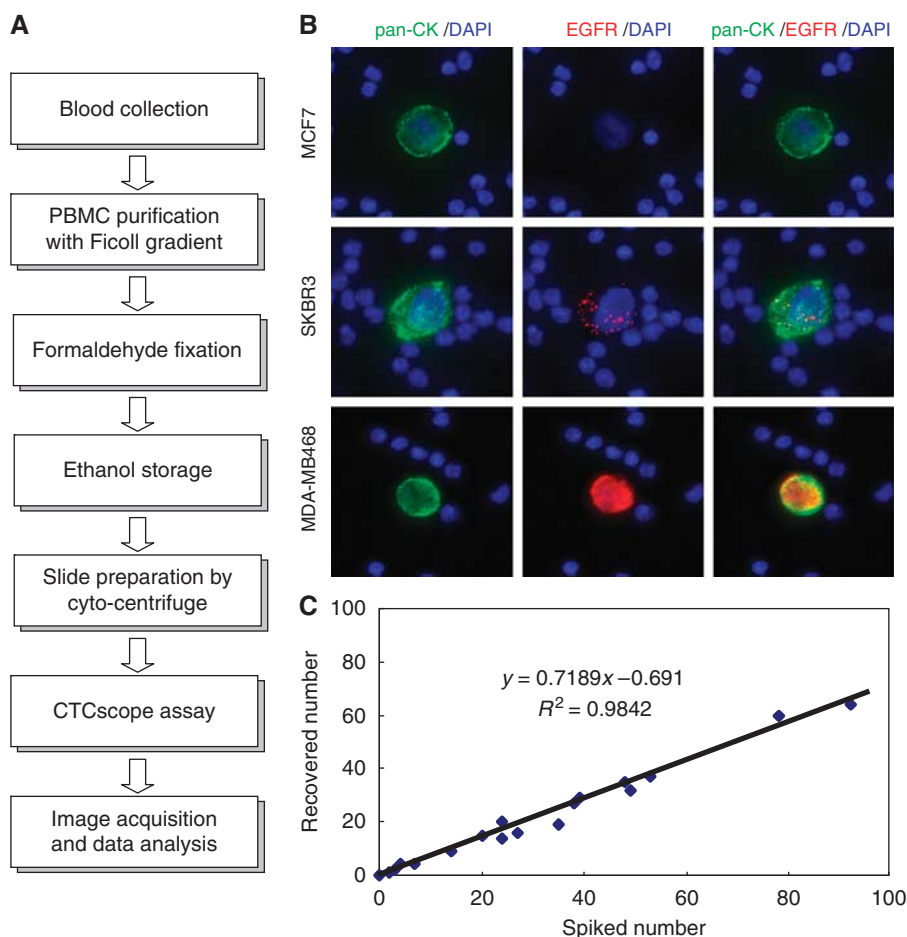 A
Blood collection
PBMC purification
with Ficoll gradient
Formaldehyde fixation
Ethanol storage
Slide preparation by
cyto-centrifuge
CTCscope assay
Image acquisition
and data analysis
B
pan-CK /DAPI
EGFR /DAPI
pan-CK /EGFR /DAPI
MCF7
SKBR3
MDA-MB468
C
100
80
60
40
20
0
Recovered number
y = 0.7189x –0.691
R² = 0.9842
0 20 40 60 80 100
Spiked number